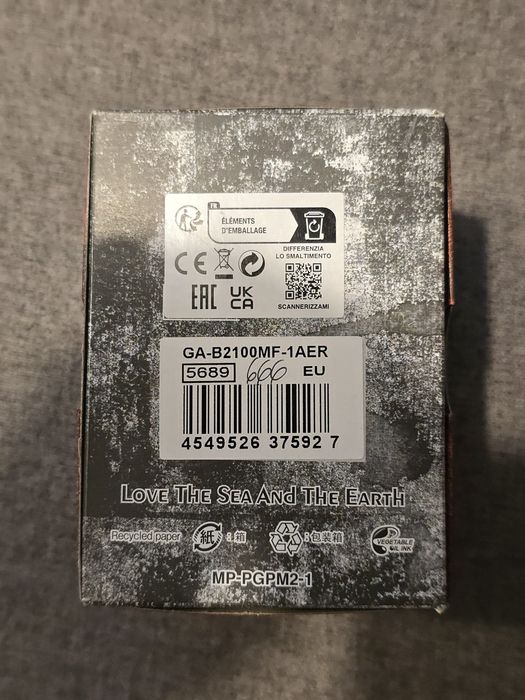 FR
ÉLÉMENTS
D'EMBALLAGE
DIFFERENZIA
LO SMALTIMENTO
CE
EAC
UK
CA
SCANNERIZZAMI
GA-B2100MF-1AER
5689 666 EU
4549526 37592 7
LOVE THE SEA AND THE EARTH
Recycled paper 紙 : 箱 : 包装箱 VEGETABLE
OIL INK
MP-PGPM2-1